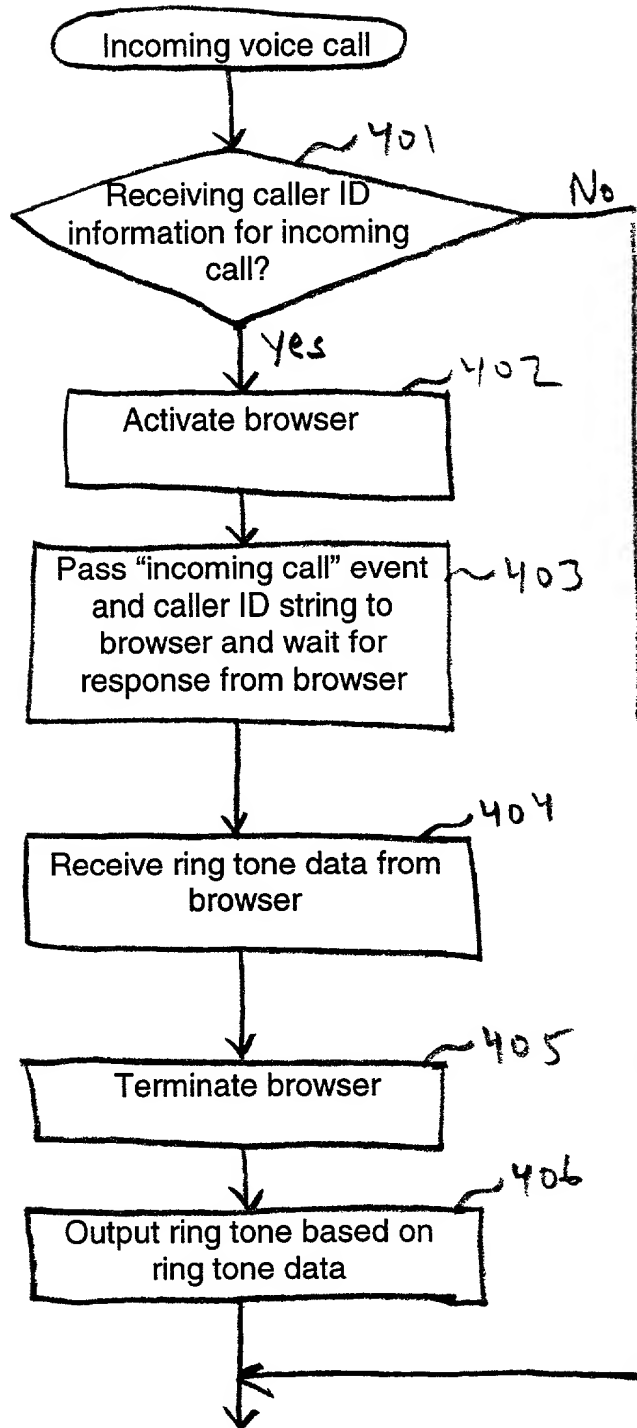 Incoming voice call
401
Receiving caller ID
information for incoming
call?
No
yes
402
Activate browser
Pass “incoming call” event
and caller ID string to
browser and wait for
response from browser
403
404
Receive ring tone data from
browser
405
Terminate browser
406
Output ring tone based on
ring tone data